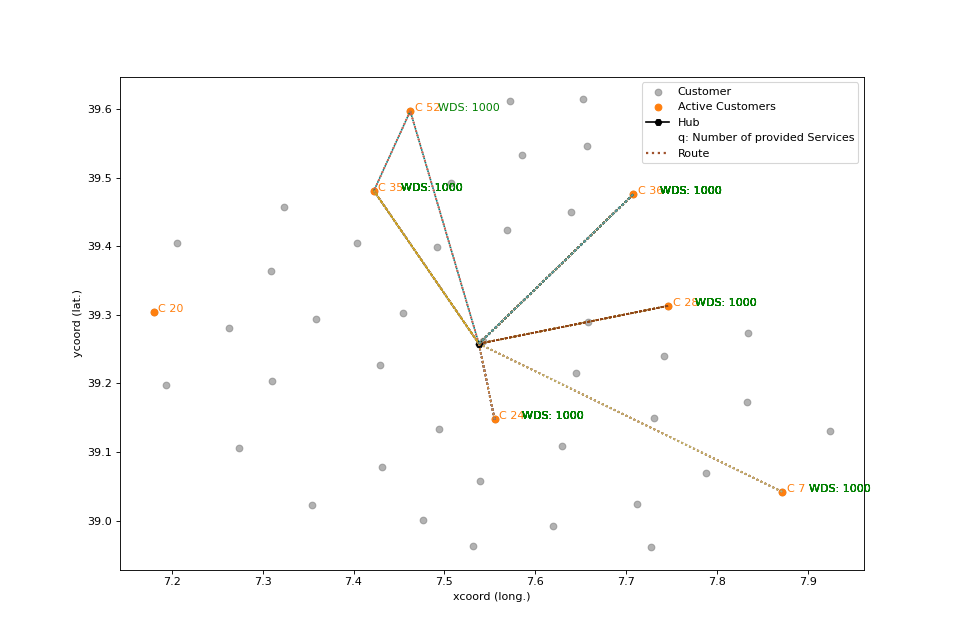 Customer
Active Customers
Hub
q: Number of provided Services
Route
C 52 WDS: 1000
C 35 WDS: 1000
C 36 WDS: 1000
C 20
C 28 WDS: 1000
C 24 WDS: 1000
C 7 WDS: 1000
39.6
39.5
39.4
39.3
39.2
39.1
39.0
ycoord (lat.)
7.2 7.3 7.4 7.5 7.6 7.7 7.8 7.9
xcoord (long.)